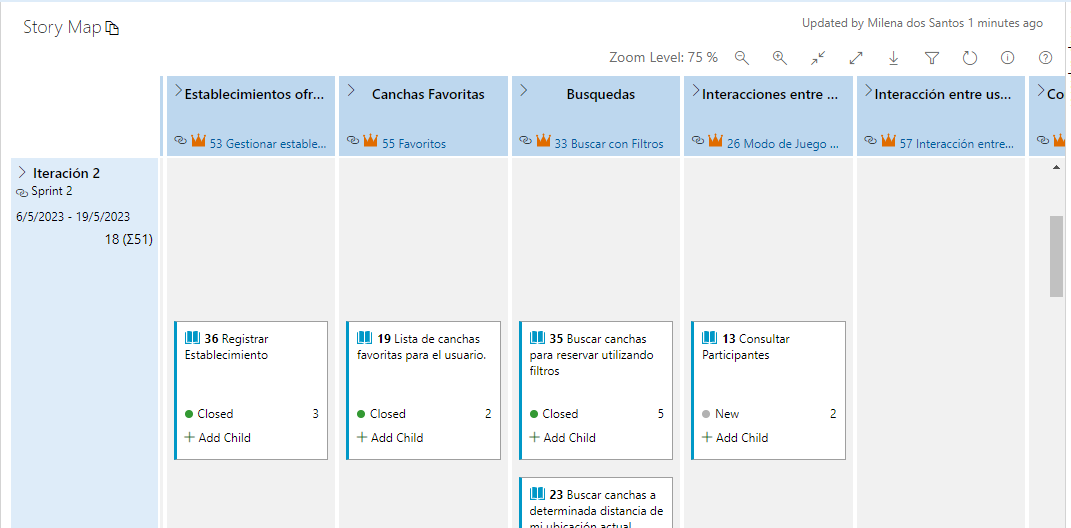 Story Map
Updated by Milena dos Santos 1 minutes ago
Zoom Level: 75 %
Establecimientos ofr...
53 Gestionar estable...
Canchas Favoritas
55 Favoritos
Busquedas
33 Buscar con Filtros
Interacciones entre ...
26 Modo de Juego ...
Interacción entre us...
57 Interacción entre...
Co
Iteración 2
Sprint 2
6/5/2023 - 19/5/2023
18 (Σ51)
36 Registrar
Establecimiento
Closed 3
+ Add Child
19 Lista de canchas
favoritas para el usuario.
Closed 2
+ Add Child
35 Buscar canchas
para reservar utilizando
filtros
Closed 5
+ Add Child
13 Consultar
Participantes
New 2
+ Add Child
23 Buscar canchas a
determinada distancia de
mi ubicación actual